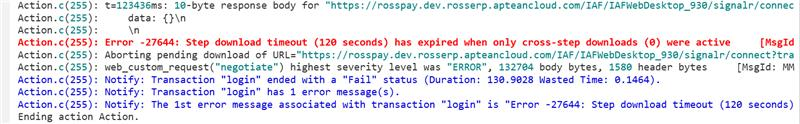 Action.c(255): t=123436ms: 10-byte response body for "https://rosspay.dev.rosserp.apteancloud.com/IAF/IAFWebDesktop_930/signalr/connec
Action.c(255):     data: {}\n
Action.c(255):     \n
Action.c(255): Error -27644: Step download timeout (120 seconds) has expired when only cross-step downloads (0) were active     [MsgId
Action.c(255): Aborting pending download of URL="https://rosspay.dev.rosserp.apteancloud.com/IAF/IAFWebDesktop_930/signalr/connect?tra
Action.c(255): web_custom_request("negotiate") highest severity level was "ERROR", 132704 body bytes, 1580 header bytes     [MsgId: MM
Action.c(255): Notify: Transaction "login" ended with a "Fail" status (Duration: 130.9028 Wasted Time: 0.1464).
Action.c(255): Notify: Transaction "login" has 1 error message(s).
Action.c(255): Notify: The 1st error message associated with transaction "login" is "Error -27644: Step download timeout (120 seconds)
Ending action Action.